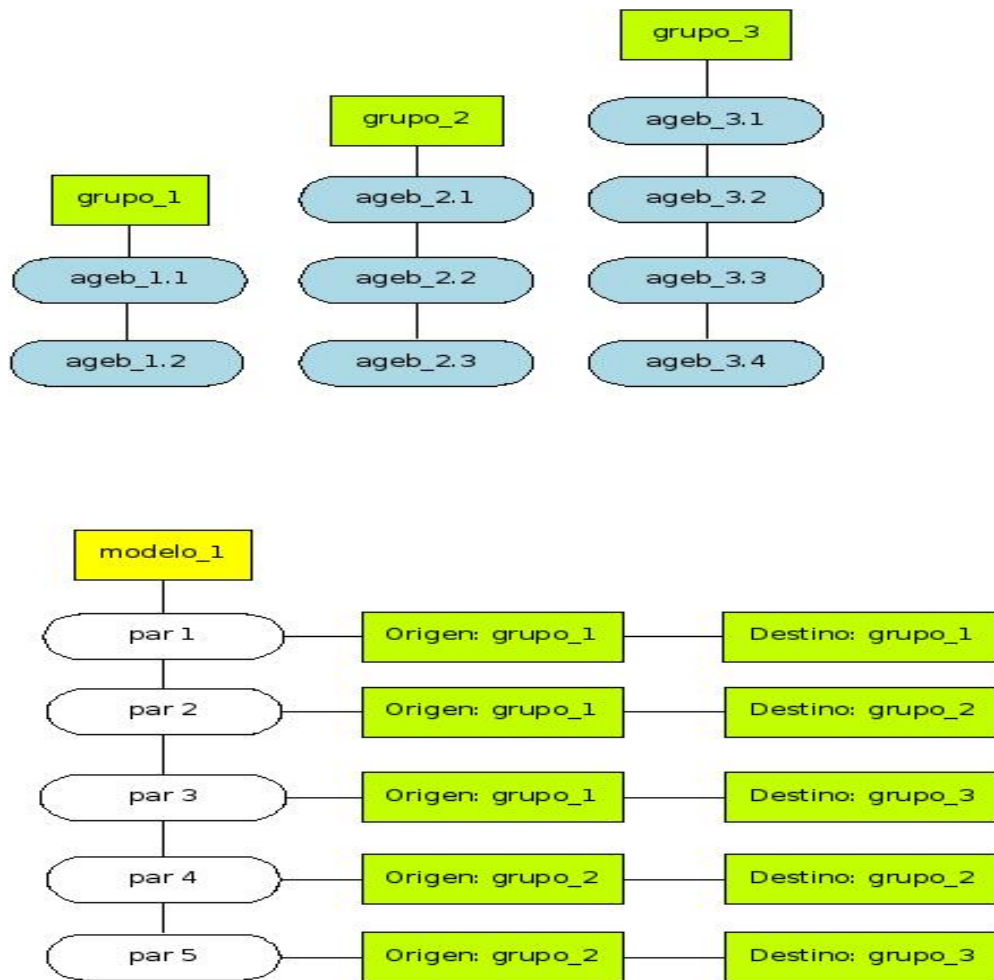 grupo_3
ageb_3.1
grupo_2
ageb_2.1
ageb_3.2
grupo_1
ageb_1.1
ageb_2.2
ageb_3.3
ageb_1.2
ageb_2.3
ageb_3.4
modelo_1
par 1
Origen: grupo_1
Destino: grupo_1
par 2
Origen: grupo_1
Destino: grupo_2
par 3
Origen: grupo_1
Destino: grupo_3
par 4
Origen: grupo_2
Destino: grupo_2
par 5
Origen: grupo_2
Destino: grupo_3